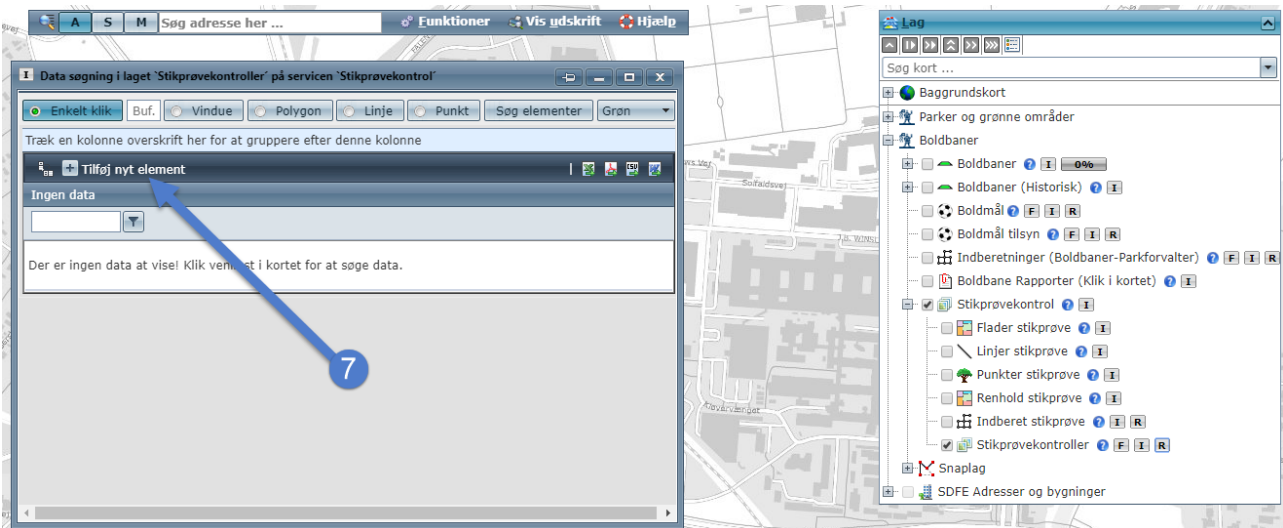 A S M Søg adresse her ... Funktioner Vis udskrift Hjælp
I Data søgning i laget `Stikprøvekontroller´ på servicen `Stikprøvekontrol´
Enkelt klik Buf. Vindue Polygon Linje Punkt Søg elementer Grøn
Træk en kolonne overskrift her for at gruppere efter denne kolonne
Tilføj nyt element
Ingen data
Der er ingen data at vise! Klik venligst i kortet for at søge data.
7
Solfaldsvej
J.B. WINSL
Kløvervænget
Lag
Søg kort ...
Baggrundskort
Parker og grønne områder
Boldbaner
Boldbaner ? I 0%
Boldbaner (Historisk) ? I
Boldmål ? F I R
Boldmål tilsyn ? F I R
Indberetninger (Boldbaner-Parkforvalter) ? F I R
Boldbane Rapporter (Klik i kortet) ? I
Stikprøvekontrol ? I
Flader stikprøve ? I
Linjer stikprøve ? I
Punkter stikprøve ? I
Renhold stikprøve ? I
Indberet stikprøve ? I R
Stikprøvekontroller ? F I R
Snaplag
SDFE Adresser og bygninger